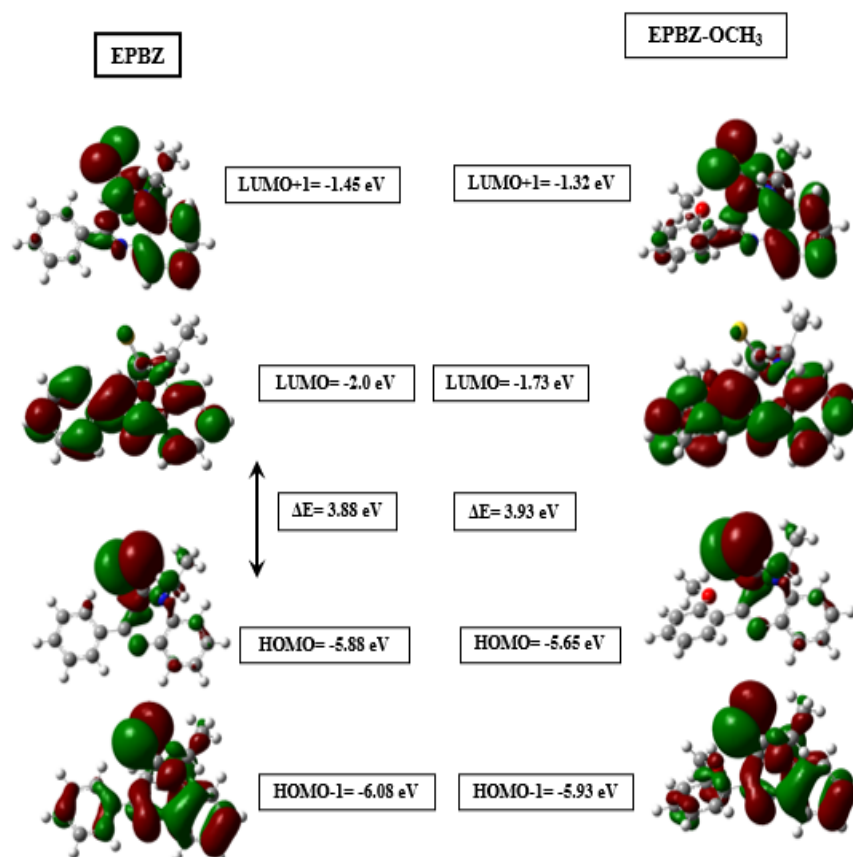 EPBZ
EPBZ-OCH₃
LUMO+1= -1.45 eV
LUMO+1= -1.32 eV
LUMO= -2.0 eV
LUMO= -1.73 eV
ΔE= 3.88 eV
ΔE= 3.93 eV
HOMO= -5.88 eV
HOMO= -5.65 eV
HOMO-1= -6.08 eV
HOMO-1= -5.93 eV